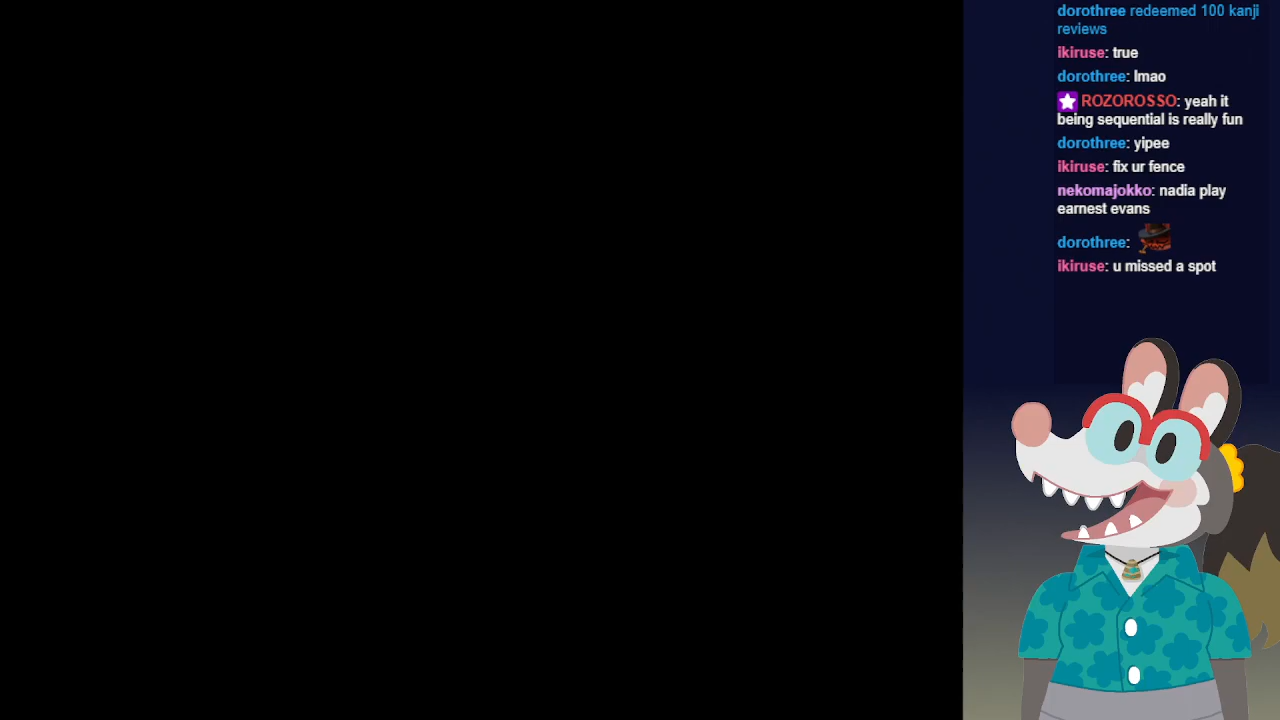 dorothree redeemed 100 kanji
reviews
ikiruse: true
dorothree: lmao
ROZOROSSO: yeah it
being sequential is really fun
dorothree: yipee
ikiruse: fix ur fence
nekomajokko: nadia play
earnest evans
dorothree:
ikiruse: u missed a spot